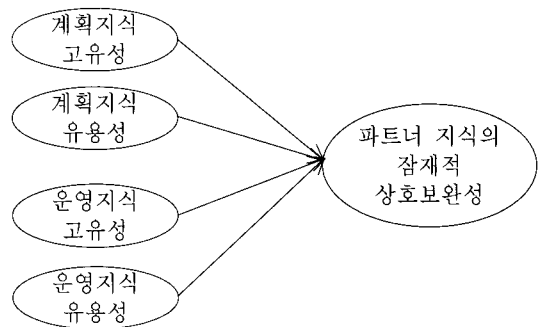 계획지식
고유성
계획지식
유용성
운영지식
고유성
운영지식
유용성
파트너 지식의
잠재적
상호보완성